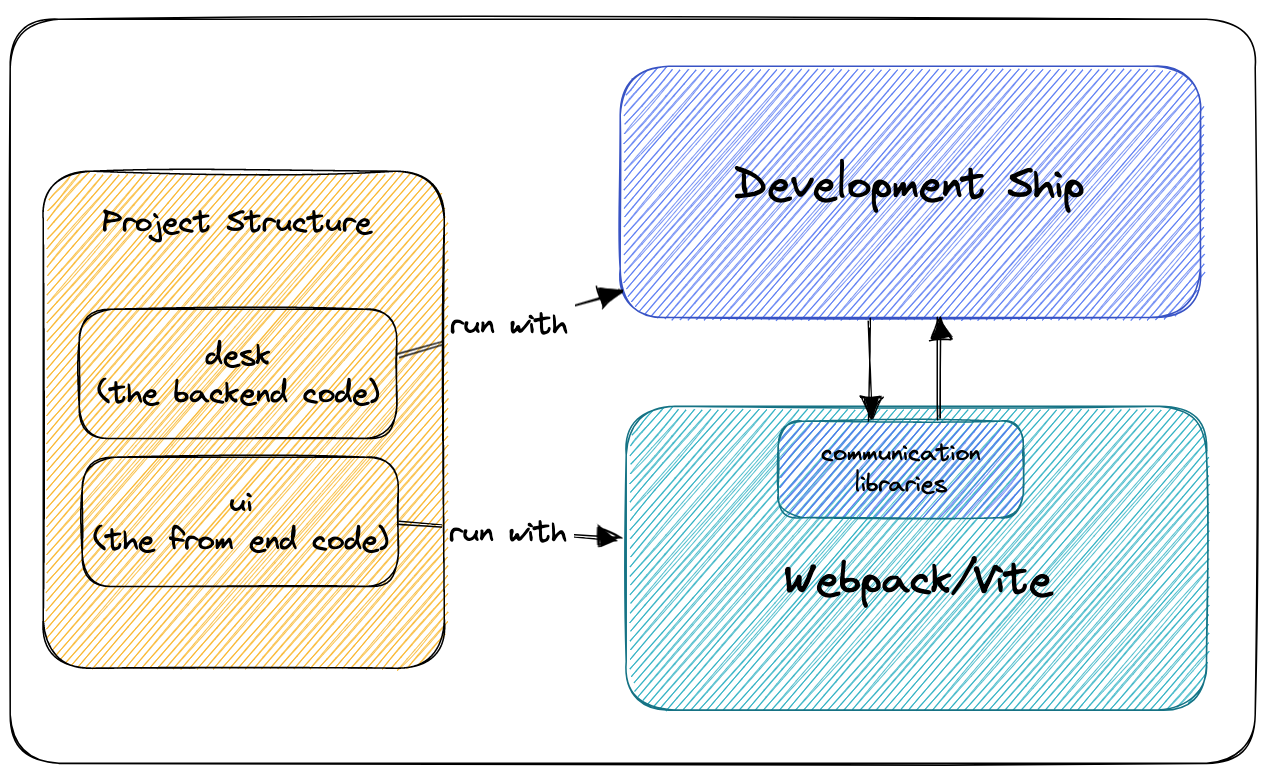 Project Structure
desk
(the backend code)
ui
(the from end code)
run with
run with
Development Ship
communication
libraries
Webpack/Vite